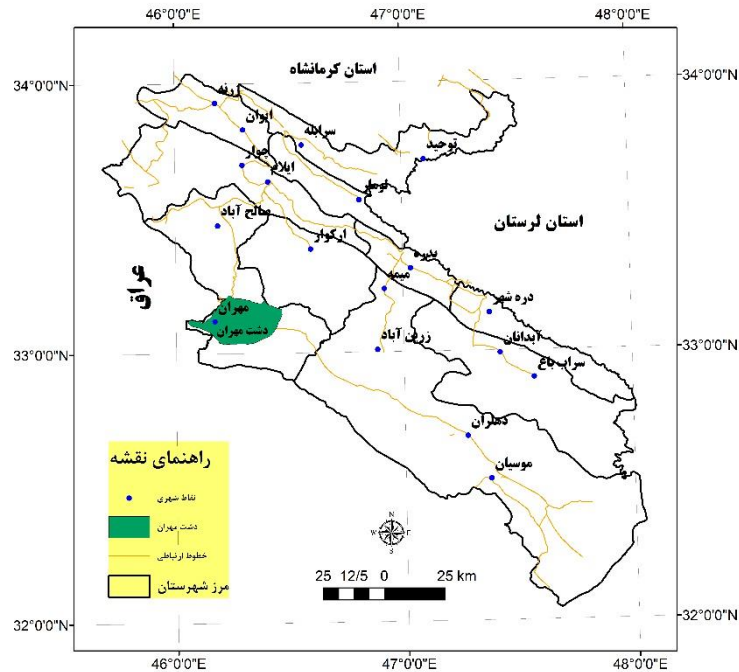 46°0'0"E 47°0'0"E 48°0'0"E
34°0'0"N
34°0'0"N
استان کرمانشاه
زرنه
ایوان
سرابله
توحید
چوار
ایلام
لومار
صالح آباد
استان لرستان
ارکواز
بدره
عراق
میمه
دره شهر
مهران
دشت مهران
زرین آباد
آبدانان
33°0'0"N
33°0'0"N
سراب باغ
دهلران
موسیان
راهنمای نقشه
نقاط شهری
دشت مهران
خطوط ارتباطی
مرز شهرستان
N
W E
S
25 12/5 0 25 km
32°0'0"N
32°0'0"N
46°0'0"E 47°0'0"E 48°0'0"E